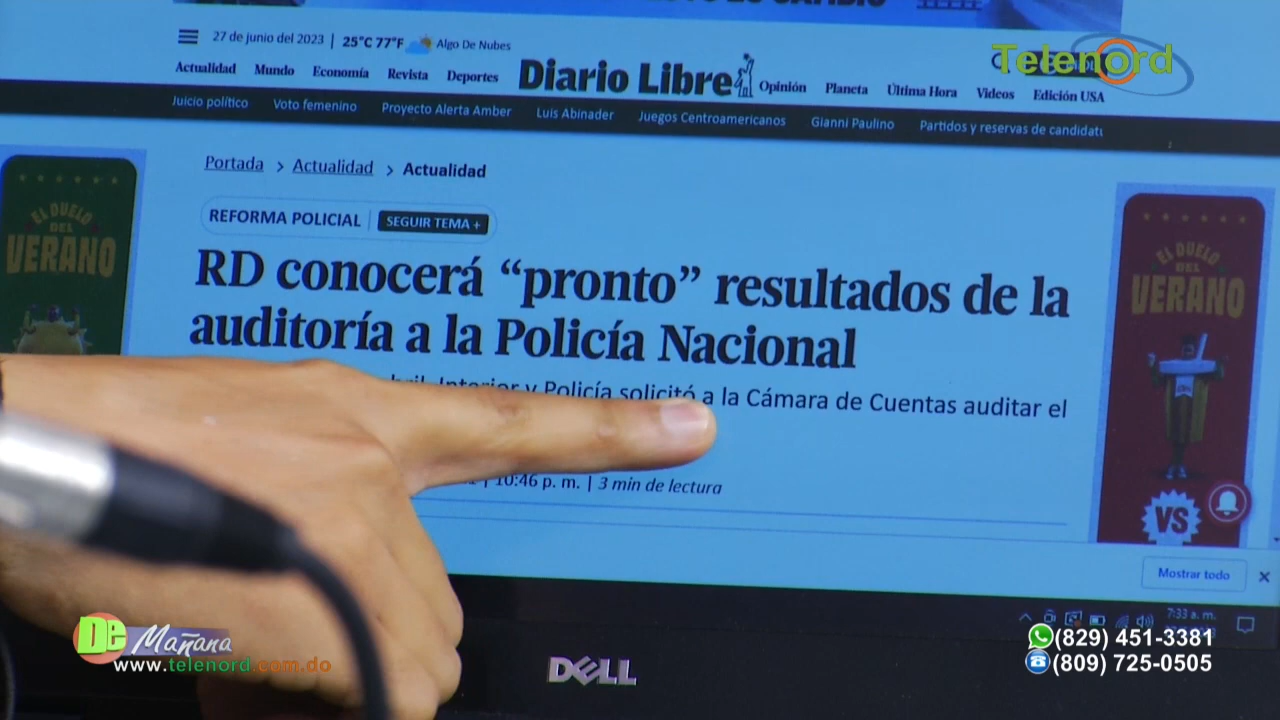 27 de junio del 2023 | 25°C 77°F Algo De Nubes
Telenord
Actualidad Mundo Economía Revista Deportes Diario Libre Opinión Planeta Última Hora Videos Edición USA
Juicio político Voto femenino Proyecto Alerta Amber Luis Abinader Juegos Centroamericanos Gianni Paulino Partidos y reservas de candidatu
Portada > Actualidad > Actualidad
REFORMA POLICIAL | SEGUIR TEMA +
RD conocerá “pronto” resultados de la
auditoría a la Policía Nacional
Interior y Policía solicitó a la Cámara de Cuentas auditar el
| 10:46 p. m. | 3 min de lectura
EL DUELO
DEL
VERANO
EL DUELO
DEL
VERANO
VS
Mostrar todo
7:33 a. m.
DELL
De Mañana
www.telenord.com.do
(829) 451-3381
(809) 725-0505